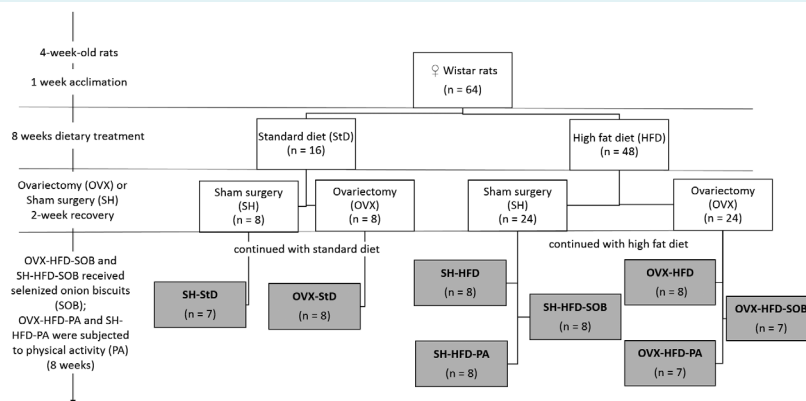 4-week-old rats
1 week acclimation
♀ Wistar rats
(n = 64)
8 weeks dietary treatment
Standard diet (StD)
(n = 16)
High fat diet (HFD)
(n = 48)
Ovariectomy (OVX) or
Sham surgery (SH)
2-week recovery
Sham surgery
(SH)
(n = 8)
Ovariectomy
(OVX)
(n = 8)
Sham surgery
(SH)
(n = 24)
Ovariectomy
(OVX)
(n = 24)
continued with standard diet
continued with high fat diet
OVX-HFD-SOB and
SH-HFD-SOB received
selenized onion biscuits
(SOB);
OVX-HFD-PA and SH-
HFD-PA were subjected
to physical activity (PA)
(8 weeks)
SH-StD
(n = 7)
OVX-StD
(n = 8)
SH-HFD
(n = 8)
SH-HFD-SOB
(n = 8)
SH-HFD-PA
(n = 8)
OVX-HFD
(n = 8)
OVX-HFD-SOB
(n = 7)
OVX-HFD-PA
(n = 7)